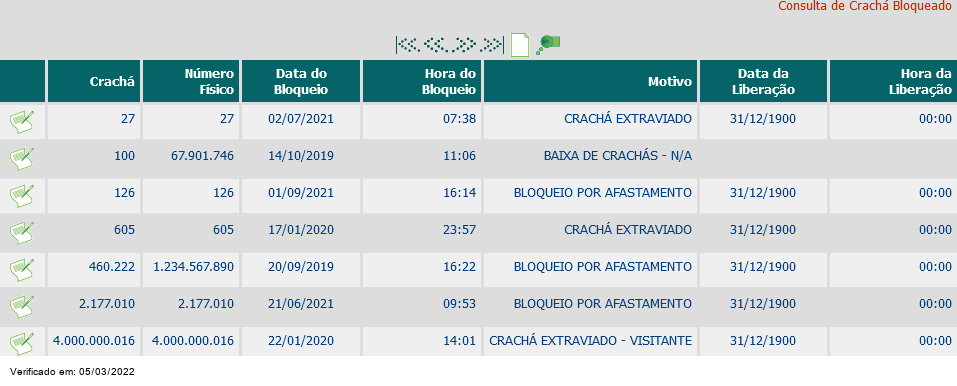 Consulta de Crachá Bloqueado
Crachá Número Físico Data do Bloqueio Hora do Bloqueio Motivo Data da Liberação Hora da Liberação
27 27 02/07/2021 07:38 CRACHÁ EXTRAVIADO 31/12/1900 00:00
100 67.901.746 14/10/2019 11:06 BAIXA DE CRACHÁS - N/A
126 126 01/09/2021 16:14 BLOQUEIO POR AFASTAMENTO 31/12/1900 00:00
605 605 17/01/2020 23:57 CRACHÁ EXTRAVIADO 31/12/1900 00:00
460.222 1.234.567.890 20/09/2019 16:22 BLOQUEIO POR AFASTAMENTO 31/12/1900 00:00
2.177.010 2.177.010 21/06/2021 09:53 BLOQUEIO POR AFASTAMENTO 31/12/1900 00:00
4.000.000.016 4.000.000.016 22/01/2020 14:01 CRACHÁ EXTRAVIADO - VISITANTE 31/12/1900 00:00
Verificado em: 05/03/2022